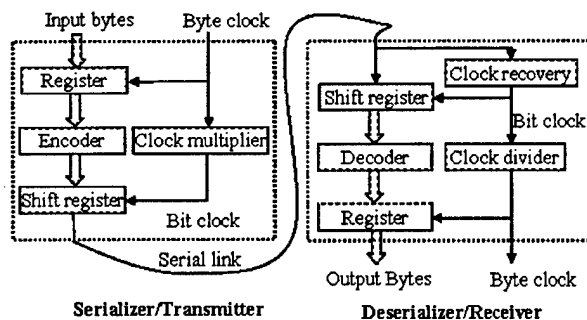 Input bytes
Byte clock
Register
Encoder
Clock multiplier
Shift register
Bit clock
Serial link
Serializer/Transmitter
Clock recovery
Shift register
Bit clock
Decoder
Clock divider
Register
Output Bytes
Byte clock
Deserializer/Receiver